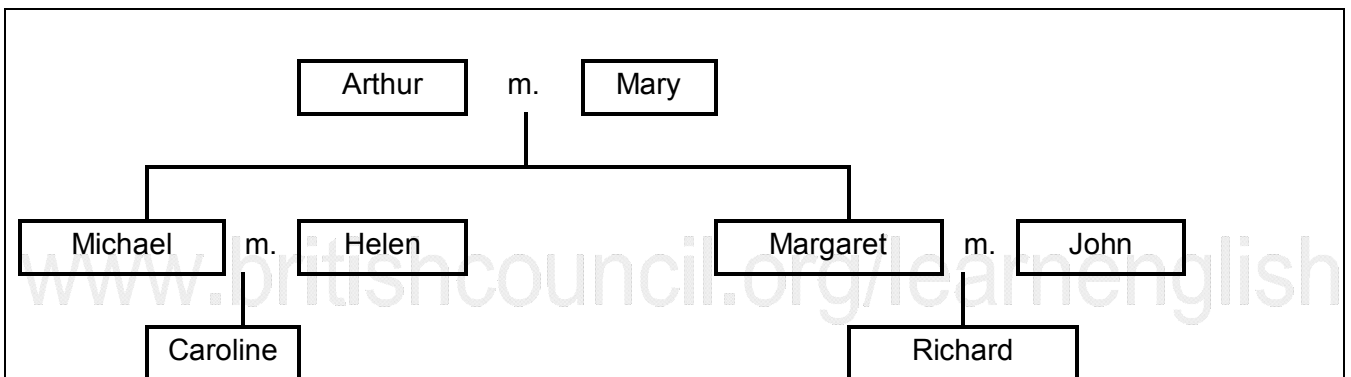 Arthur m. Mary
Michael m. Helen Margaret m. John
www.britishcouncil.org/learnenglish
Caroline Richard